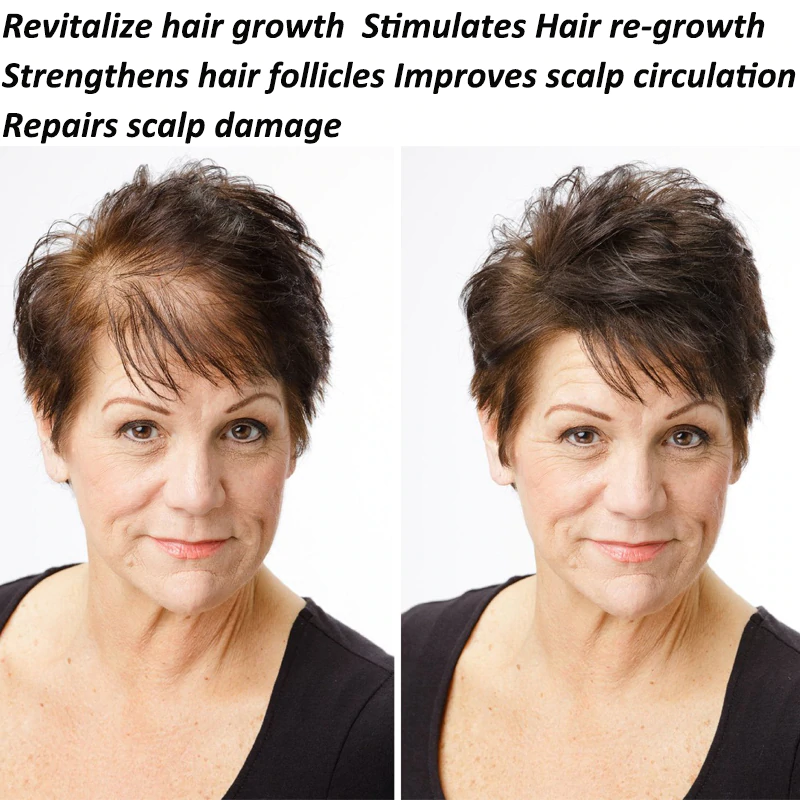 Revitalize hair growth  Stimulates Hair re-growth
Strengthens hair follicles Improves scalp circulation
Repairs scalp damage